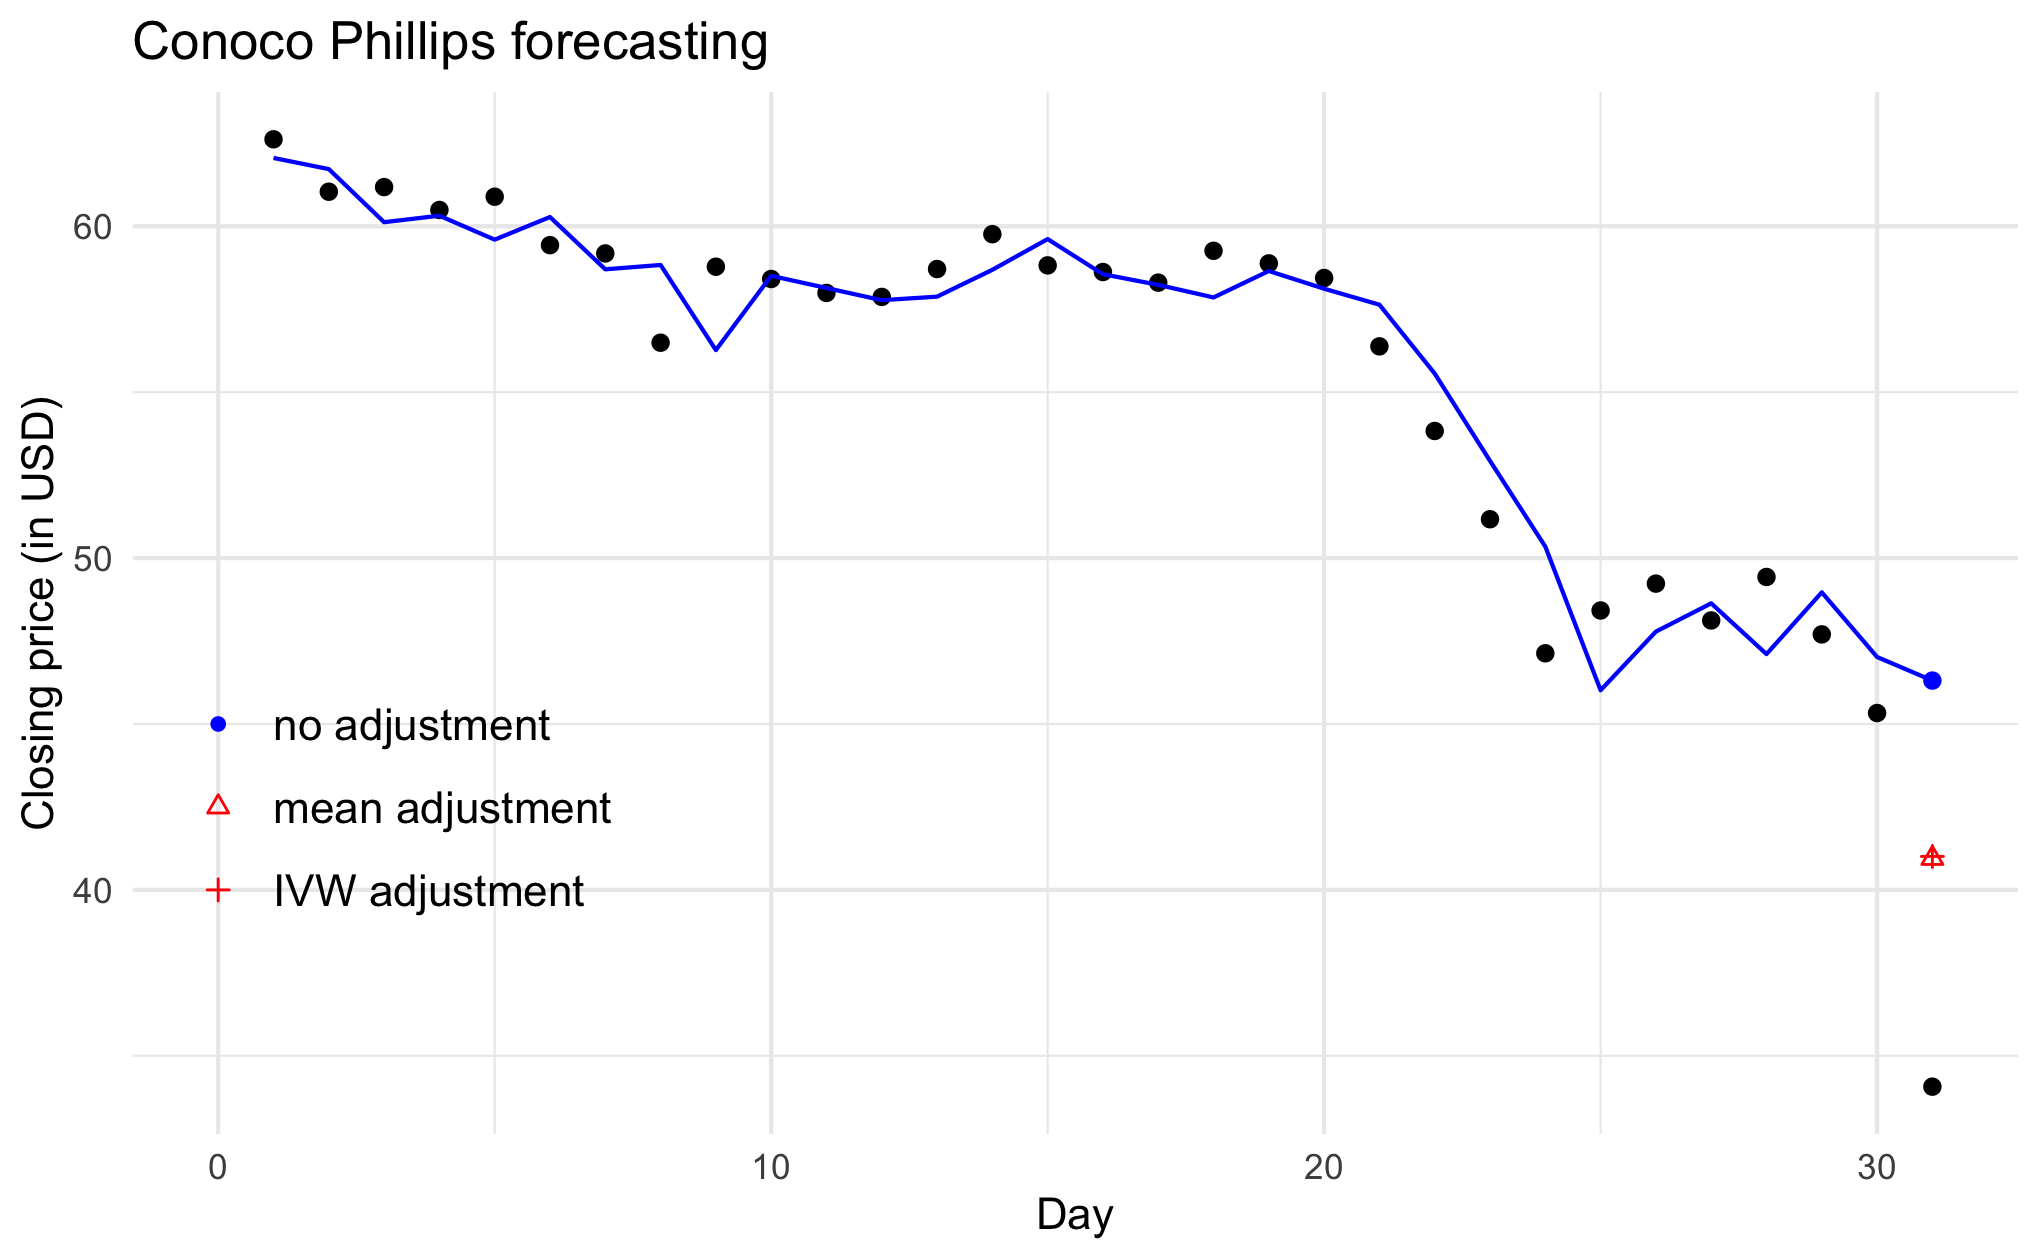 Conoco Phillips forecasting
Closing price (in USD)
60
50
40
no adjustment
mean adjustment
IVW adjustment
0 10 20 30
Day